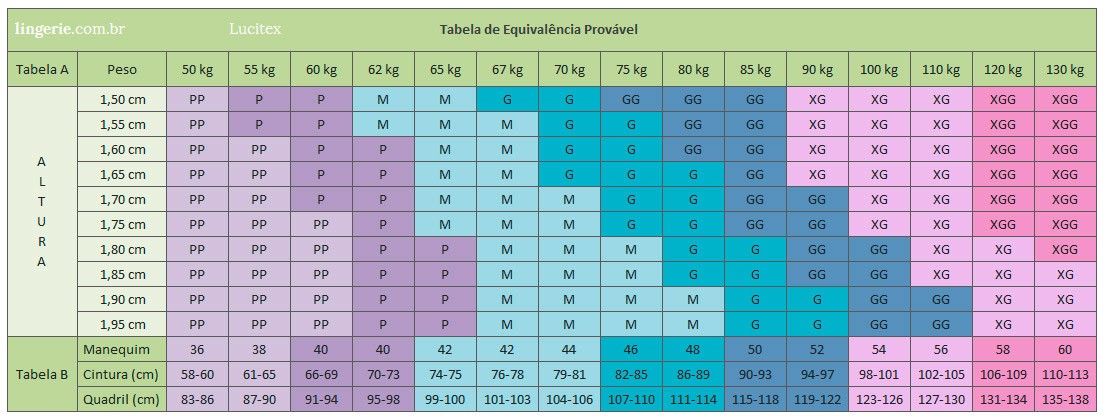 lingerie.com.br Lucitex Tabela de Equivalência Provável
Tabela A Peso 50 kg 55 kg 60 kg 62 kg 65 kg 67 kg 70 kg 75 kg 80 kg 85 kg 90 kg 100 kg 110 kg 120 kg 130 kg
ALTURA
1,50 cm PP P P M M G G GG GG GG XG XG XG XGG XGG
1,55 cm PP P P M M M G G GG GG XG XG XG XGG XGG
1,60 cm PP PP P P M M G G GG GG XG XG XG XGG XGG
1,65 cm PP PP P P M M G G G GG XG XG XG XGG XGG
1,70 cm PP PP P P M M M G G GG GG XG XG XGG XGG
1,75 cm PP PP PP P M M M G G GG GG XG XG XGG XGG
1,80 cm PP PP PP P P M M M G G GG GG XG XG XGG
1,85 cm PP PP PP P P M M M G G GG GG XG XG XG
1,90 cm PP PP PP P P M M M M G G GG GG XG XG
1,95 cm PP PP PP P P M M M M G G GG GG XG XG
Tabela B
Manequim 36 38 40 40 42 42 44 46 48 50 52 54 56 58 60
Cintura (cm) 58-60 61-65 66-69 70-73 74-75 76-78 79-81 82-85 86-89 90-93 94-97 98-101 102-105 106-109 110-113
Quadril (cm) 83-86 87-90 91-94 95-98 99-100 101-103 104-106 107-110 111-114 115-118 119-122 123-126 127-130 131-134 135-138